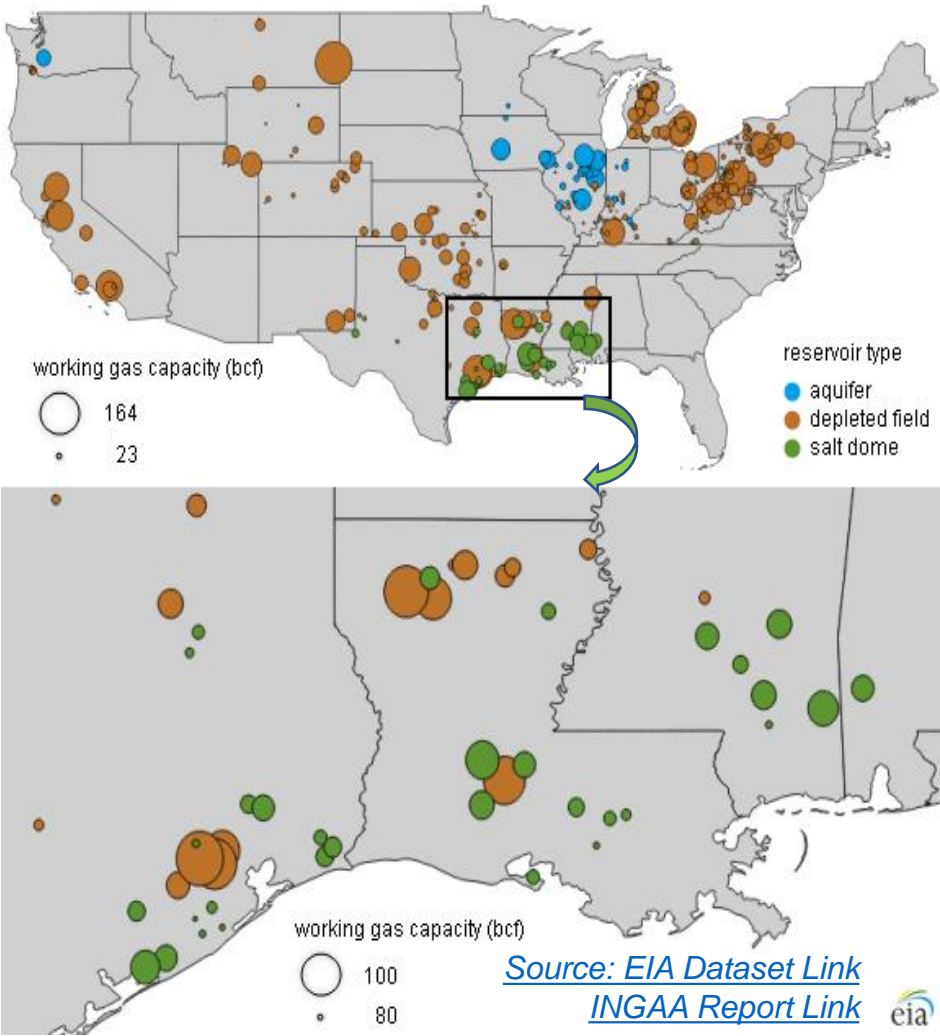 working gas capacity (bcf)
164
23
reservoir type
aquifer
depleted field
salt dome
working gas capacity (bcf)
100
80
Source: EIA Dataset Link
INGAA Report Link
eia